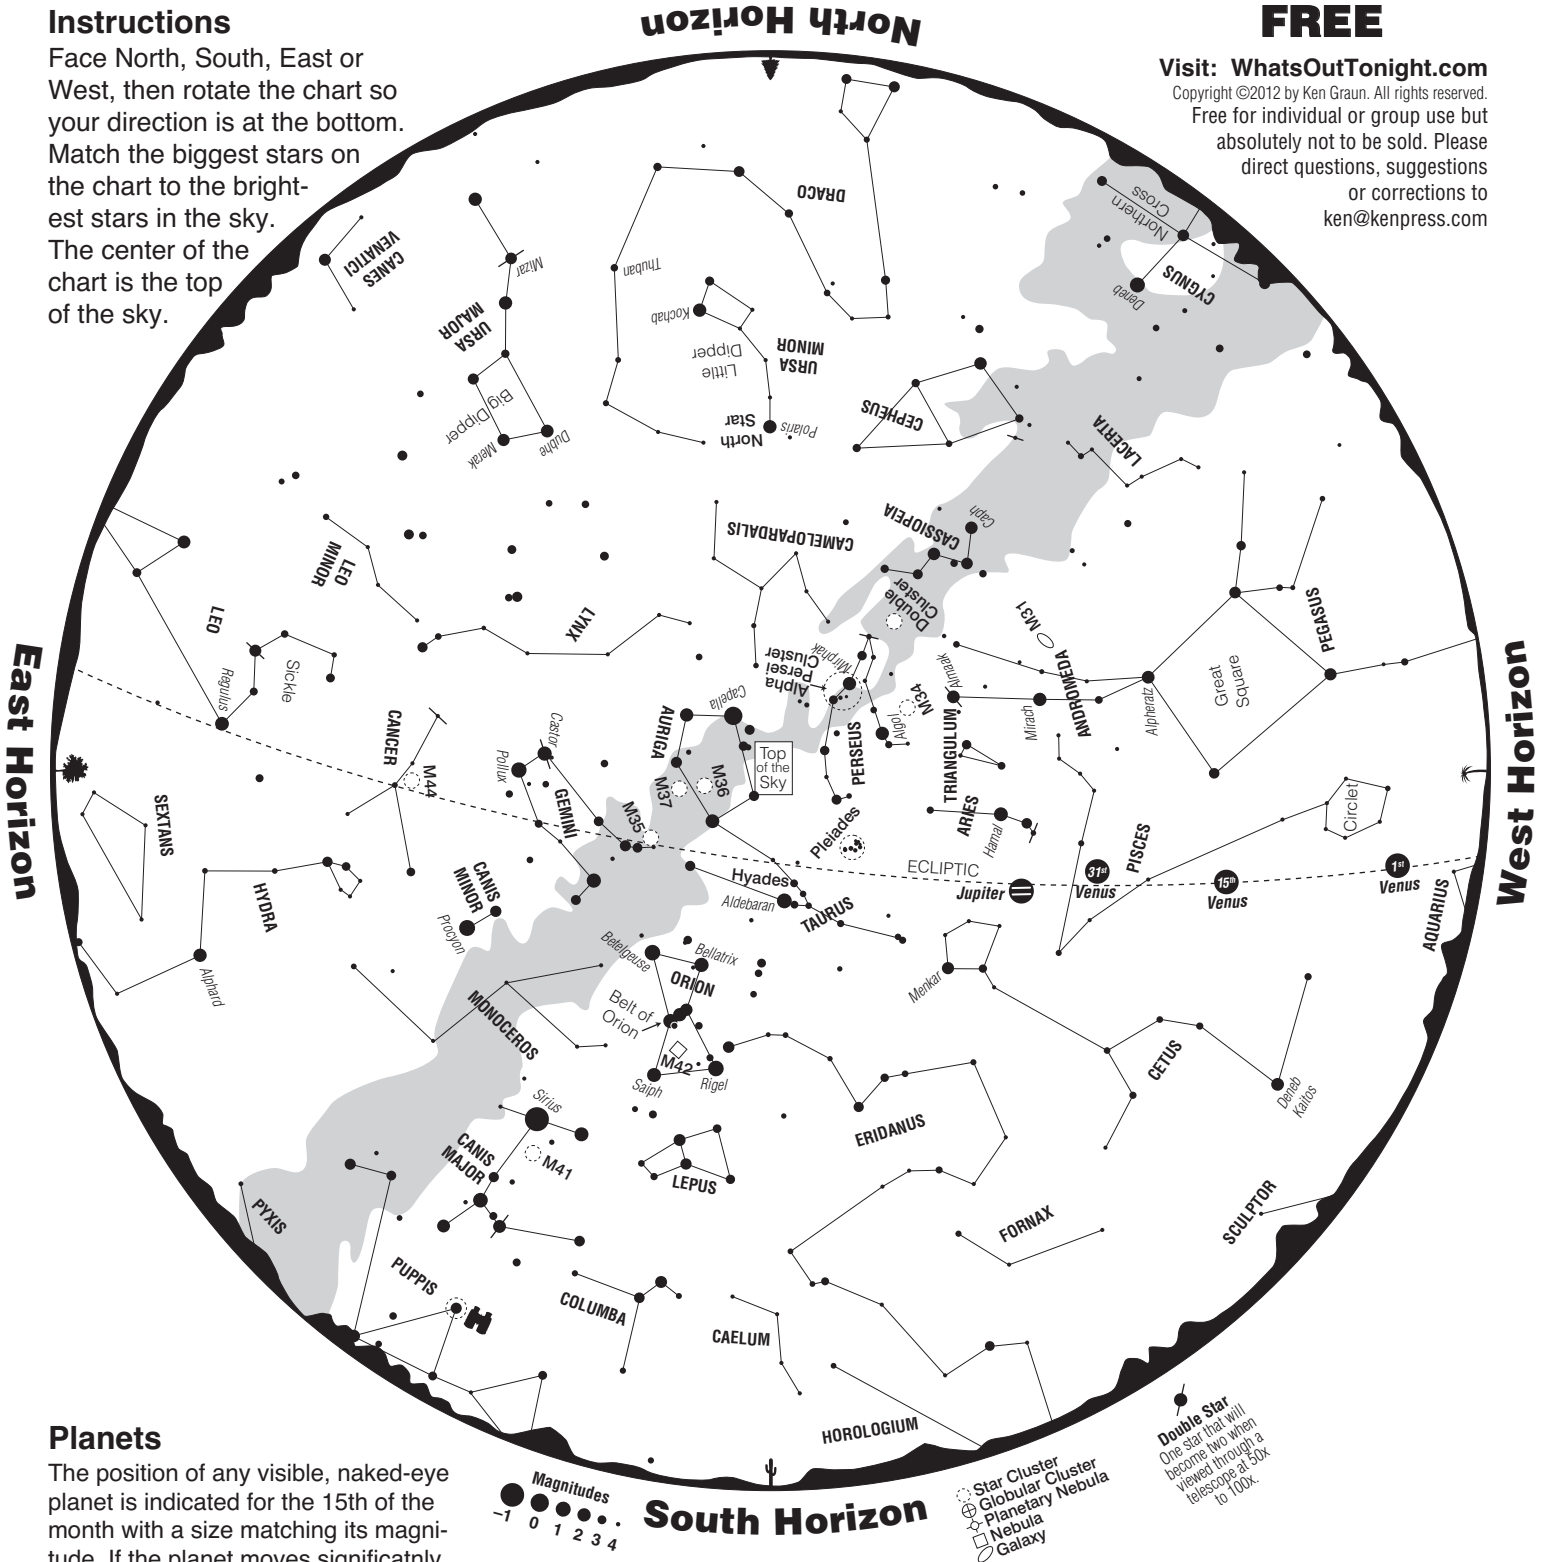 Instructions
Face North, South, East or
West, then rotate the chart so
your direction is at the bottom.
Match the biggest stars on
the chart to the bright-
est stars in the sky.
The center of the
chart is the top
of the sky.
North Horizon
FREE
Visit: WhatsOutTonight.com
Copyright ©2012 by Ken Graun. All rights reserved.
Free for individual or group use but
absolutely not to be sold. Please
direct questions, suggestions
or corrections to
ken@kenpress.com
DRACO
Northern
Cross
CYGNUS
Deneb
CANES
VENATICI
Mizar
URSA
MAJOR
Thuban
Kochab
Little
Dipper
URSA
MINOR
Big Dipper
Merak
Dubhe
North
Star
Polaris
CEPHEUS
LACERTA
CASSIOPEIA
Caph
CAMELOPARDALIS
LEO
MINOR
LEO
Sickle
Regulus
LYNX
Double
Cluster
M31
PEGASUS
Great
Square
ANDROMEDA
Almaak
Mirach
Alpheratz
Mirphak
Alpha
Persei
Cluster
M34
Algol
PERSEUS
TRIANGULUM
Capella
AURIGA
Top
of the
Sky
M36
M37
M35
CANCER
M44
Castor
Pollux
GEMINI
East Horizon
West Horizon
SEXTANS
HYDRA
Alphard
CANIS
MINOR
Procyon
Pleiades
ARIES
Hamal
PISCES
Circlet
ECLIPTIC
Jupiter
31st
Venus
15th
Venus
1st
Venus
AQUARIUS
Hyades
Aldebaran
TAURUS
Betelgeuse
Bellatrix
ORION
Belt of
Orion
M42
Saiph
Rigel
MONOCEROS
Menkar
CETUS
Deneb
Kaitos
Sirius
CANIS
MAJOR
M41
LEPUS
ERIDANUS
FORNAX
SCULPTOR
PYXIS
PUPPIS
COLUMBA
CAELUM
HOROLOGIUM
South Horizon
Planets
The position of any visible, naked-eye
planet is indicated for the 15th of the
month with a size matching its magni-
tude. If the planet moves significatnly
Magnitudes
–1 0 1 2 3 4
Star Cluster
Globular Cluster
Planetary Nebula
Nebula
Galaxy
Double Star
One star that will
become two when
viewed through a
telescope at 50x
to 100x.